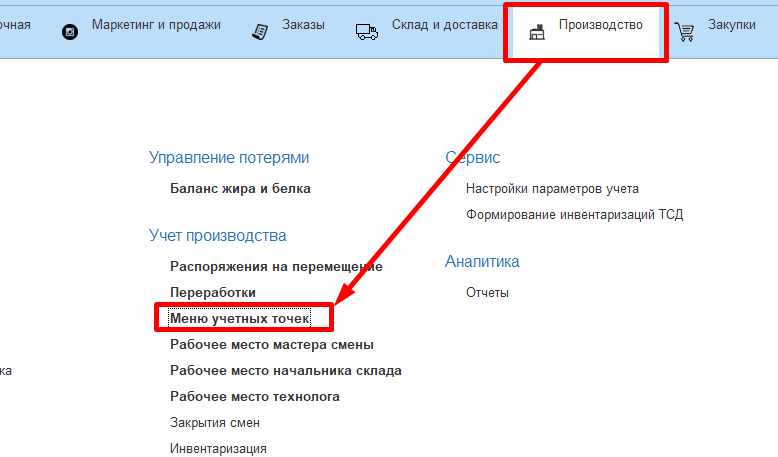 очная Маркетинг и продажи Заказы Склад и доставка Производство Закупки
Управление потерями
Баланс жира и белка
Учет производства
Распоряжения на перемещение
Переработки
Меню учетных точек
Рабочее место мастера смены
Рабочее место начальника склада
Рабочее место технолога
Закрытия смен
Инвентаризация
Сервис
Настройки параметров учета
Формирование инвентаризаций ТСД
Аналитика
Отчеты
ка